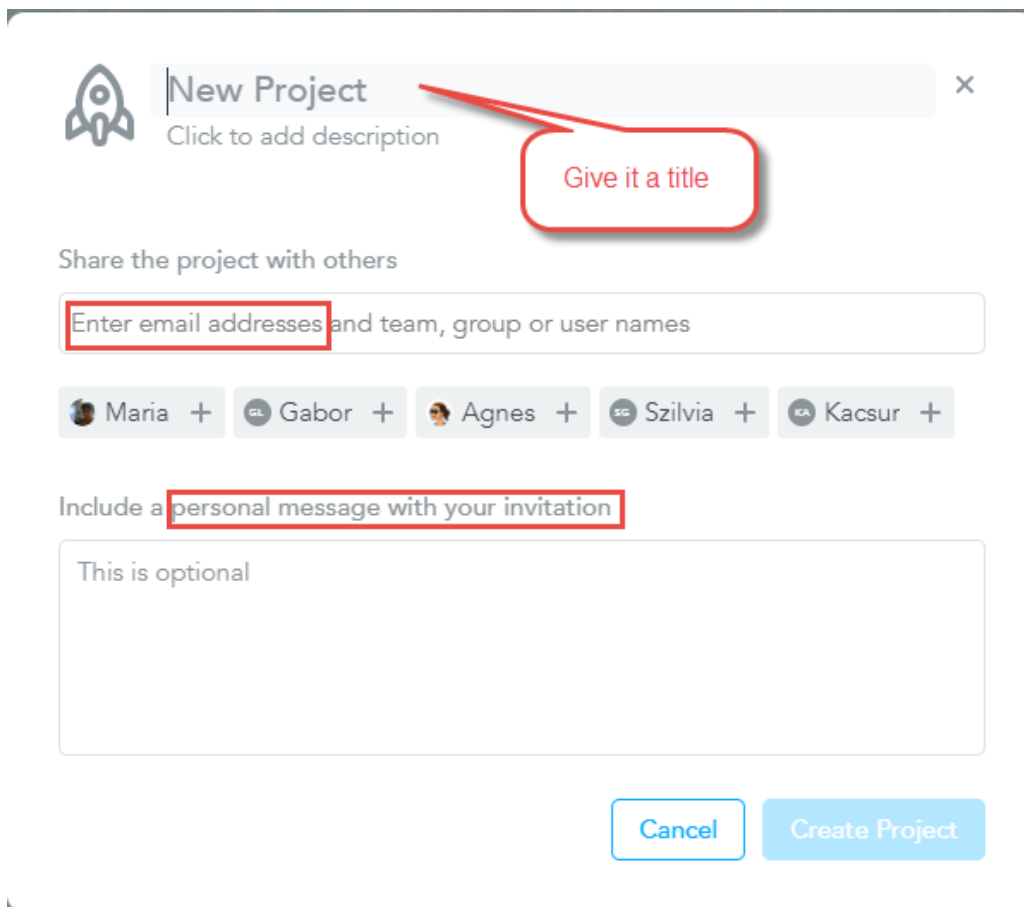 New Project
Click to add description
Give it a title
Share the project with others
Enter email addresses and team, group or user names
Maria + GL Gabor + Agnes + SG Szilvia + KA Kacsur +
Include a personal message with your invitation
This is optional
Cancel Create Project